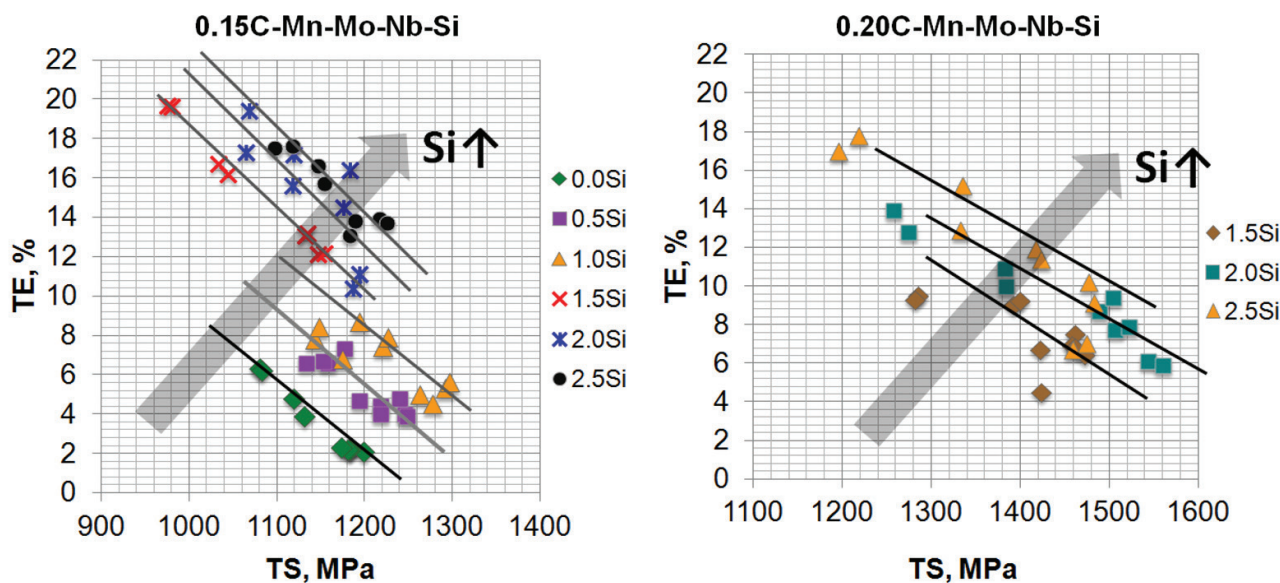 0.15C-Mn-Mo-Nb-Si
TE, %
22
20
18
16
14
12
10
8
6
4
2
0
900 1000 1100 1200 1300 1400
TS, MPa
Si ↑
0.0Si
0.5Si
1.0Si
1.5Si
2.0Si
2.5Si
0.20C-Mn-Mo-Nb-Si
TE, %
22
20
18
16
14
12
10
8
6
4
2
0
1100 1200 1300 1400 1500 1600
TS, MPa
Si ↑
1.5Si
2.0Si
2.5Si